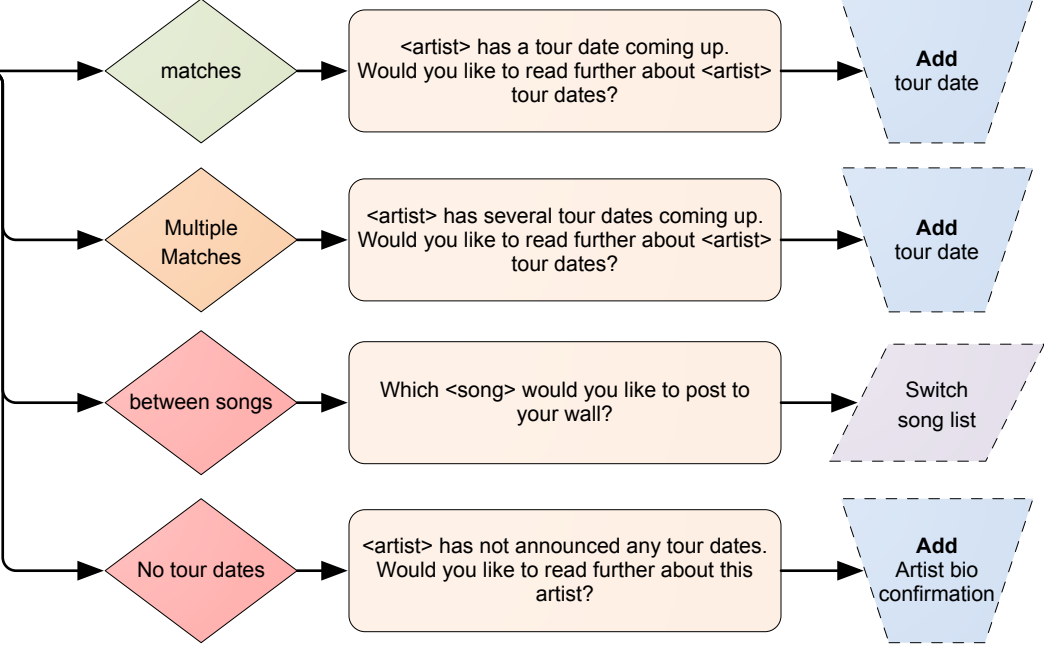 matches
<artist> has a tour date coming up.
Would you like to read further about <artist>
tour dates?
Add
tour date
Multiple
Matches
<artist> has several tour dates coming up.
Would you like to read further about <artist>
tour dates?
Add
tour date
between songs
Which <song> would you like to post to
your wall?
Switch
song list
No tour dates
<artist> has not announced any tour dates.
Would you like to read further about this
artist?
Add
Artist bio
confirmation